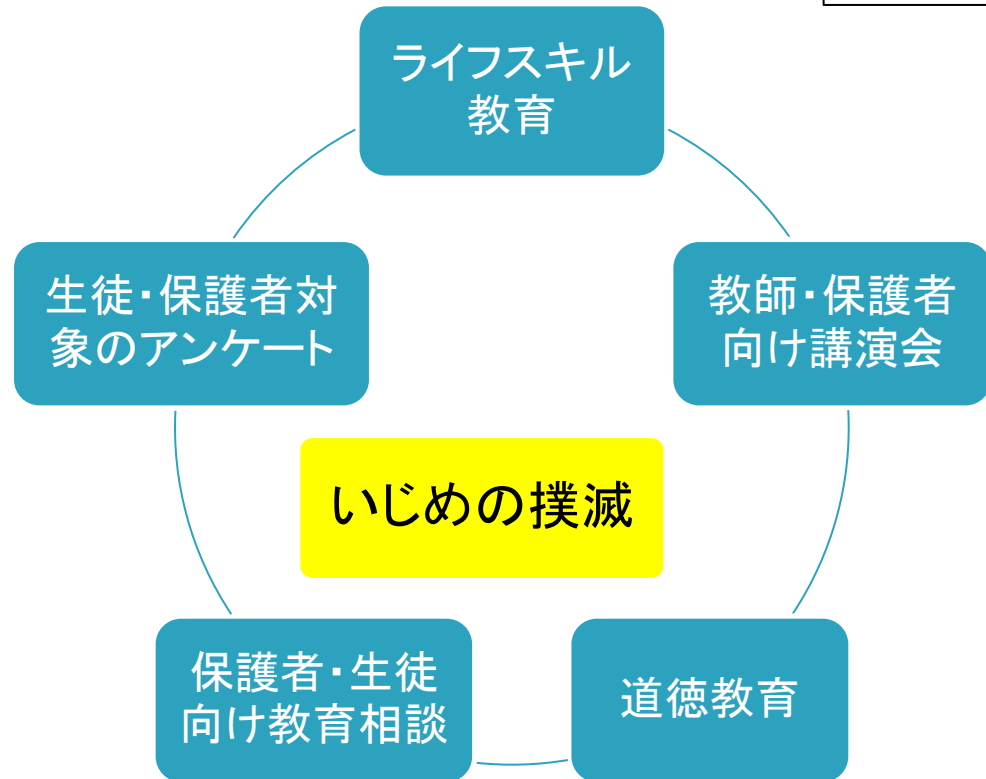 ライフスキル
教育
生徒・保護者対
象のアンケート
教師・保護者
向け講演会
いじめの撲滅
保護者・生徒
向け教育相談
道徳教育